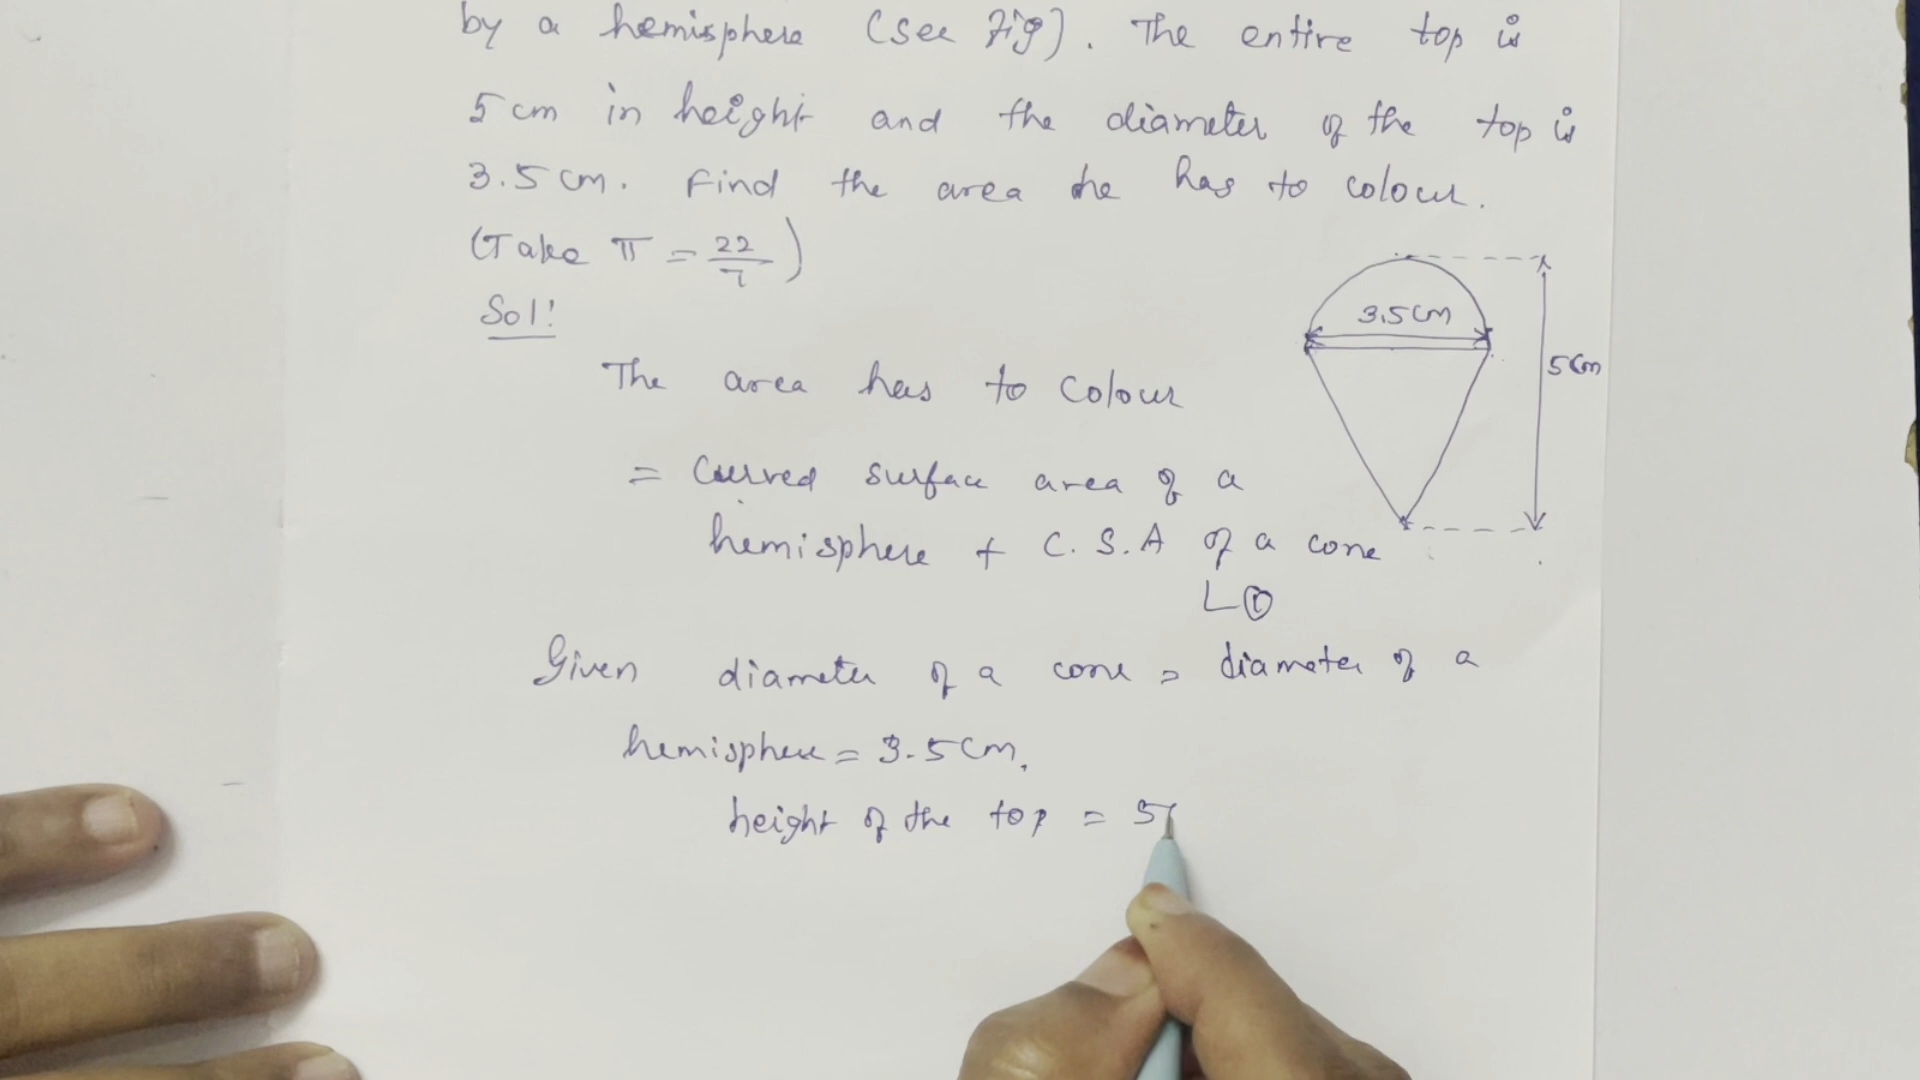 by a hemisphere (See Fig). The entire top is
5 cm in height and the diameter of the top is
3.5 cm. Find the area he has to colour.
(Take π = 22/7)
Sol:
3.5cm
5cm
The area has to colour
= Curved surface area of a
hemisphere + C.S.A of a cone
①
Given diameter of a cone = diameter of a
hemisphere = 3.5cm,
height of the top = 5